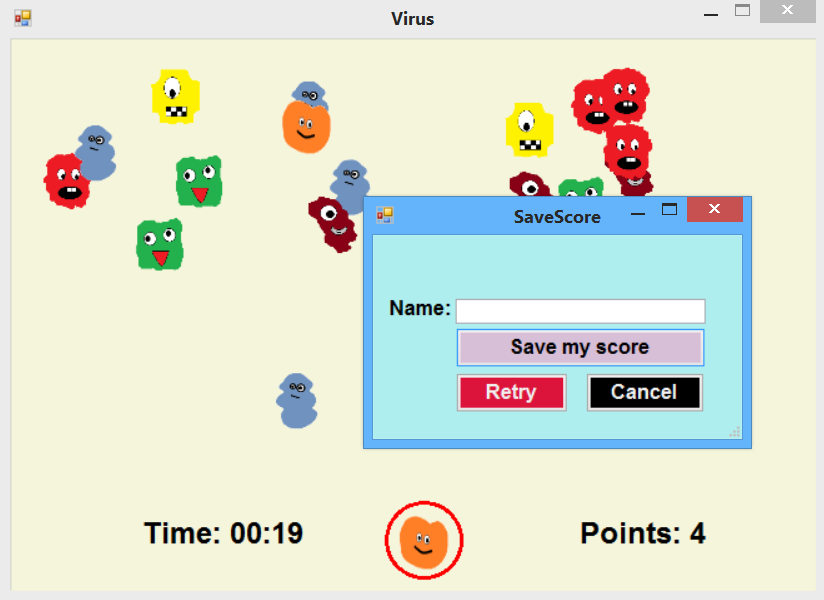 Virus
SaveScore
Name:
Save my score
Retry
Cancel
Time: 00:19
Points: 4